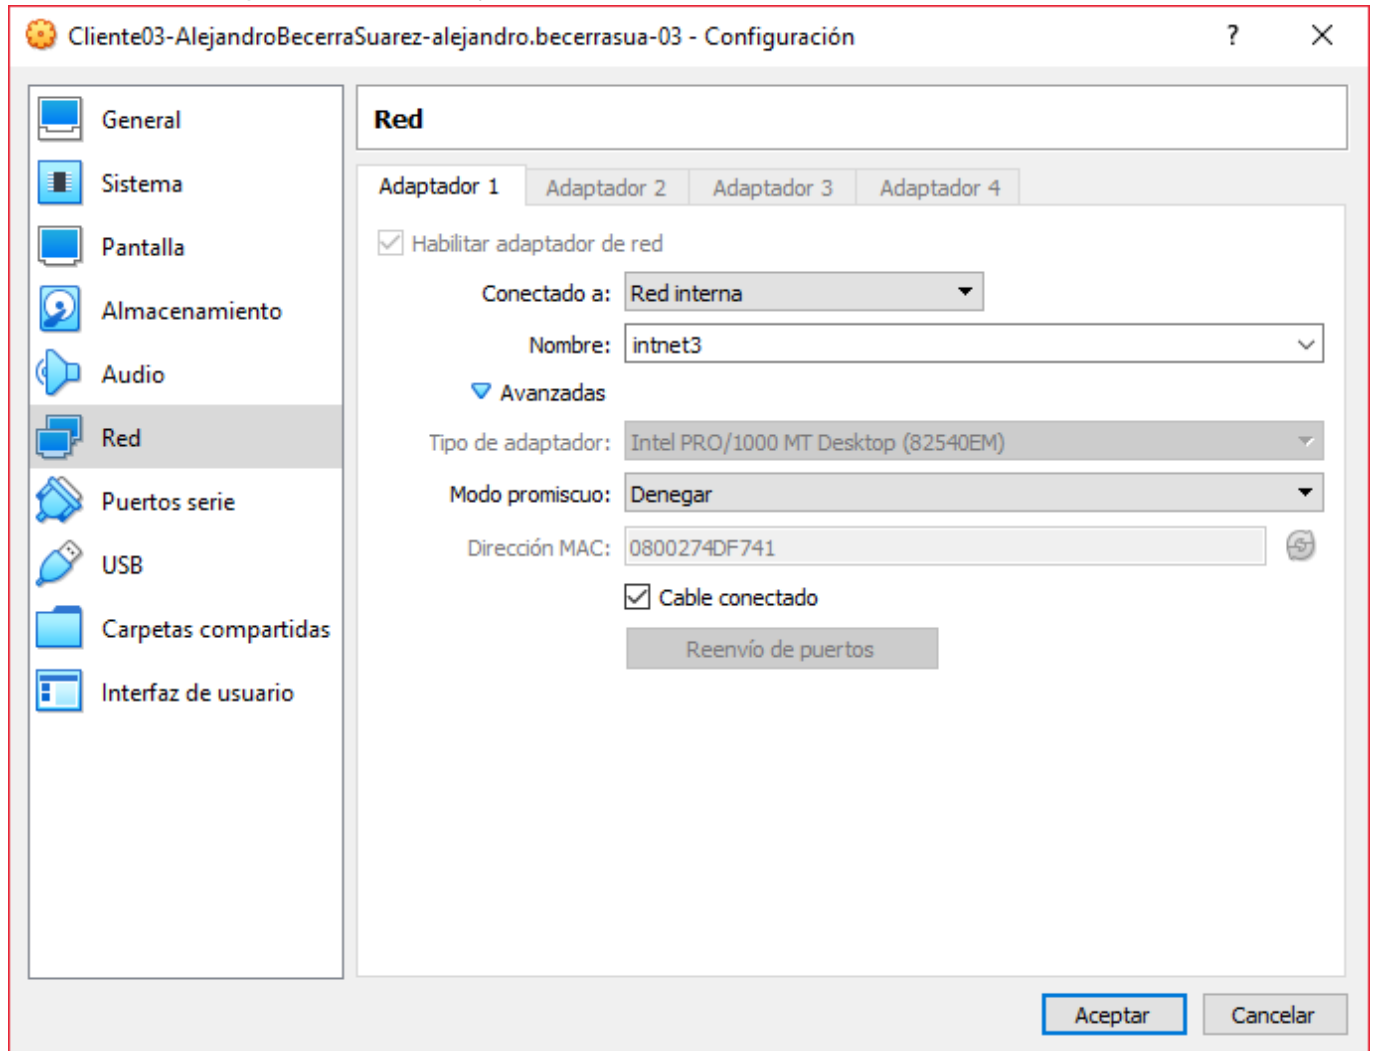 Cliente03-AlejandroBecerraSuarez-alejandro.becerrasua-03 - Configuración ? ×
General
Sistema
Pantalla
Almacenamiento
Audio
Red
Puertos serie
USB
Carpetas compartidas
Interfaz de usuario
Red
Adaptador 1 Adaptador 2 Adaptador 3 Adaptador 4
Habilitar adaptador de red
Conectado a: Red interna
Nombre: intnet3
Avanzadas
Tipo de adaptador: Intel PRO/1000 MT Desktop (82540EM)
Modo promiscuo: Denegar
Dirección MAC: 0800274DF741
Cable conectado
Reenvío de puertos
Aceptar Cancelar